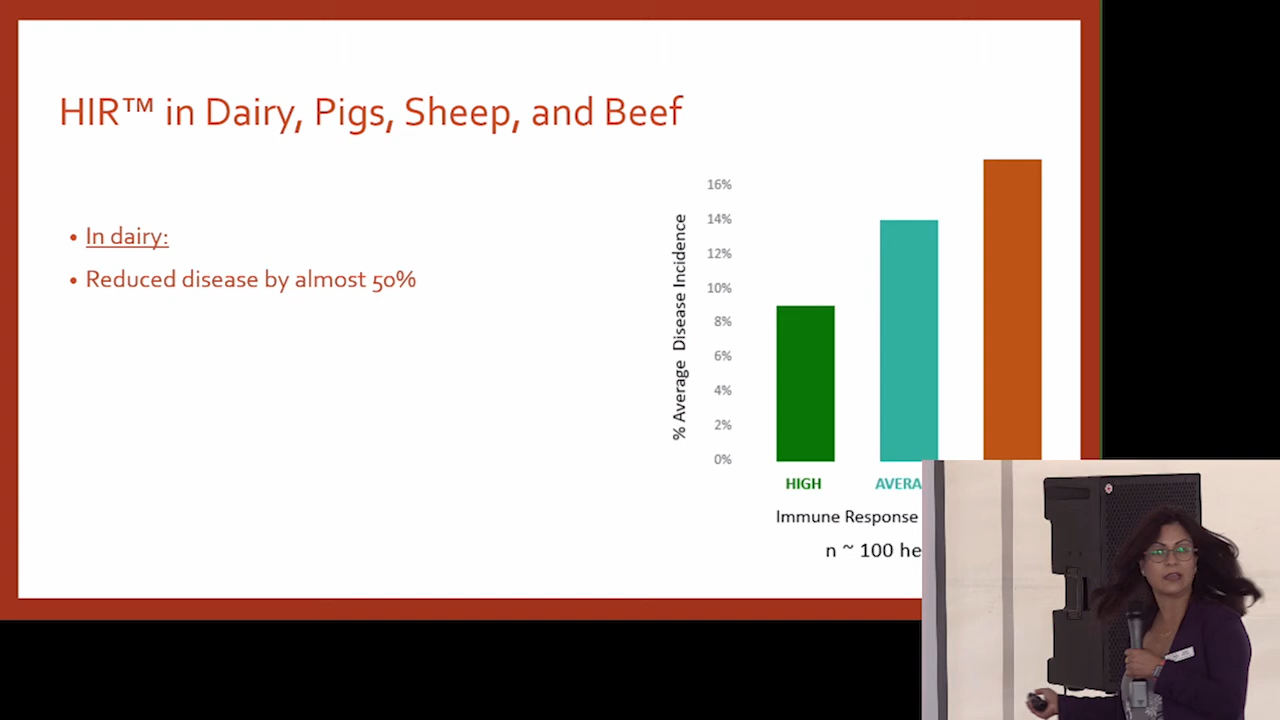 HIR™ in Dairy, Pigs, Sheep, and Beef
• In dairy:
• Reduced disease by almost 50%
% Average Disease Incidence
16%
14%
12%
10%
8%
6%
4%
2%
0%
HIGH
AVERA
Immune Response
n ~ 100 he